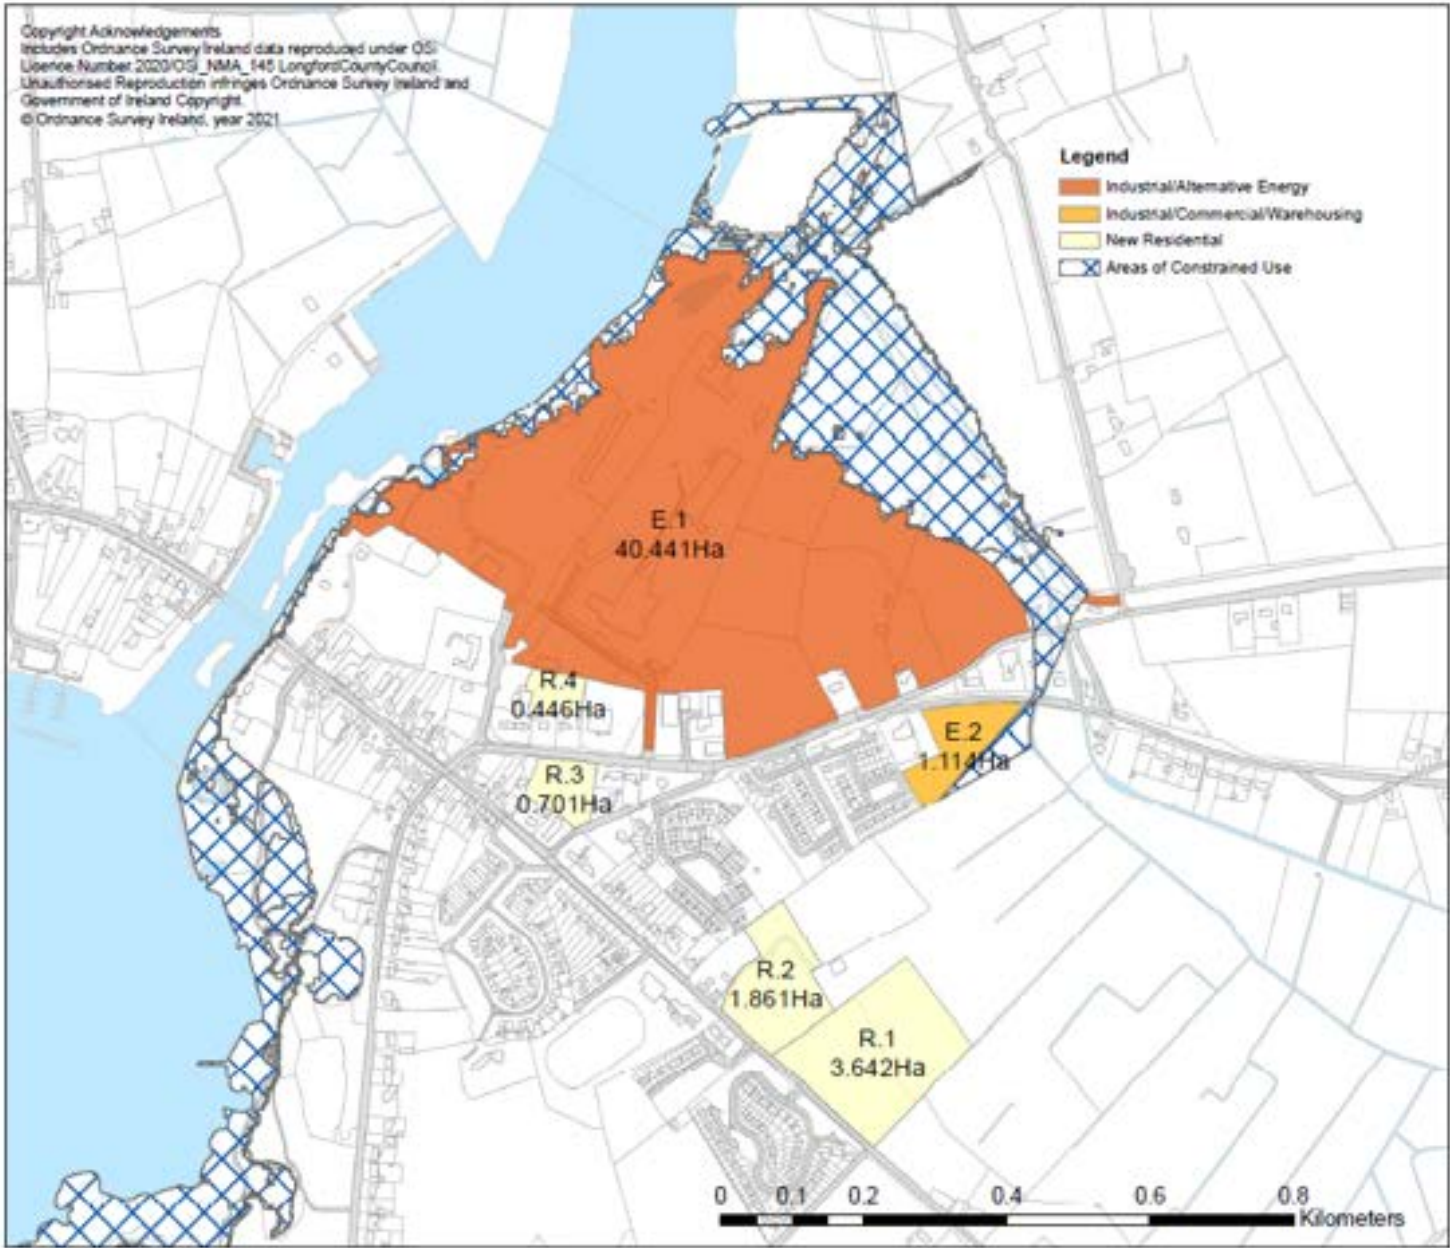 Copyright Acknowledgements
Includes Ordnance Survey Ireland data reproduced under OSi
Licence Number 2020/OSi_NMA_145 LongfordCountyCouncil.
Unauthorised Reproduction infringes Ordnance Survey Ireland and
Government of Ireland Copyright.
© Ordnance Survey Ireland, year 2021
Legend
Industrial/Alternative Energy
Industrial/Commercial/Warehousing
New Residential
Areas of Constrained Use
E.1
40.441Ha
R.4
0.446Ha
E.2
1.114Ha
R.3
0.701Ha
R.2
1.861Ha
R.1
3.642Ha
0 0.1 0.2 0.4 0.6 0.8
Kilometers